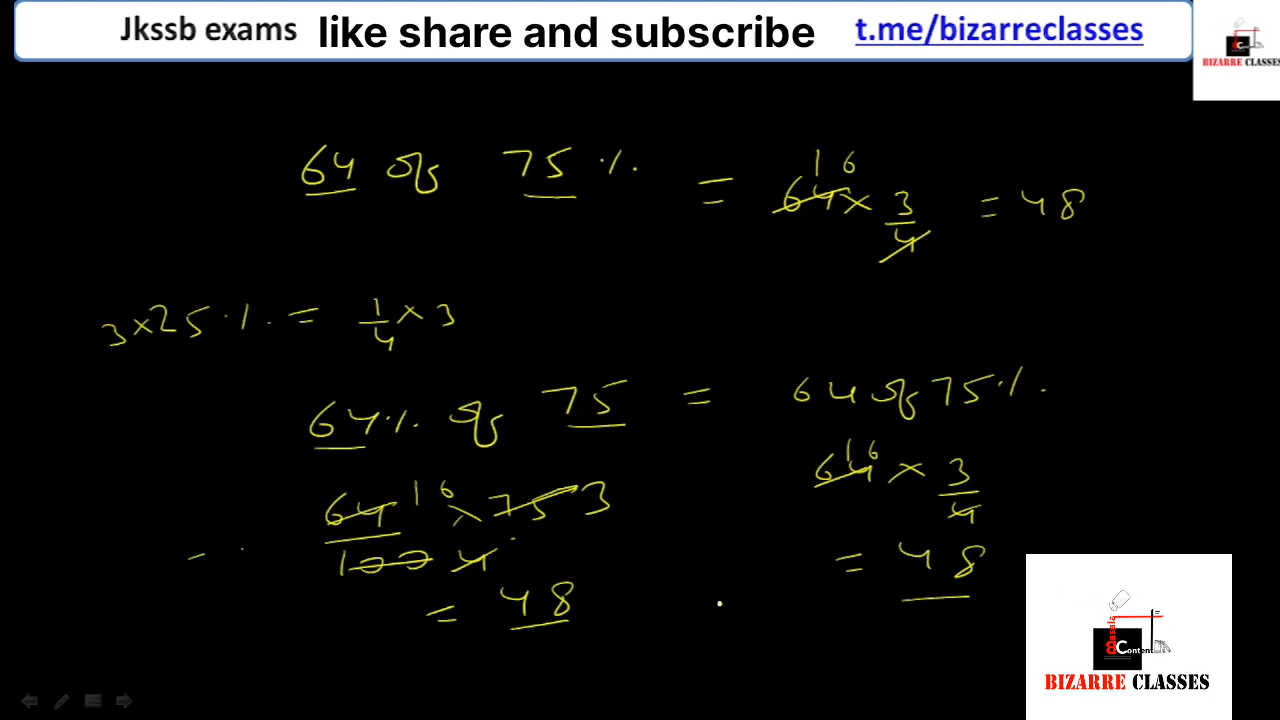 Jkssb exams like share and subscribe t.me/bizarreclasses
BIZARRE CLASSES
64 of 75 % = 64 16 × 3/4 = 48
3 × 25 % = 1/4 × 3
64 % of 75 = 64 of 75 %
64 16 × 75 3 / 100 4
64 16 × 3/4
= 48
= 48
BIZARRE CLASSES